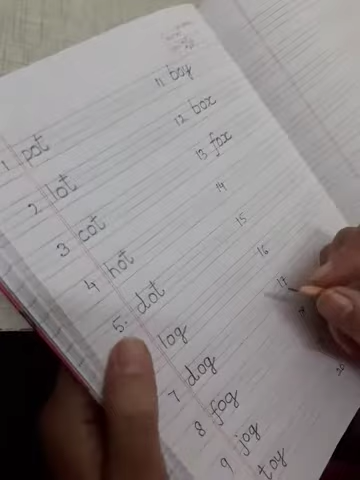 1 pot
2 lot
3 cot
4 hot
5. dot
log
7 dog
8 fog
9 jog
toy
11 boy
12 box
13 fox
14
15
16
17
20